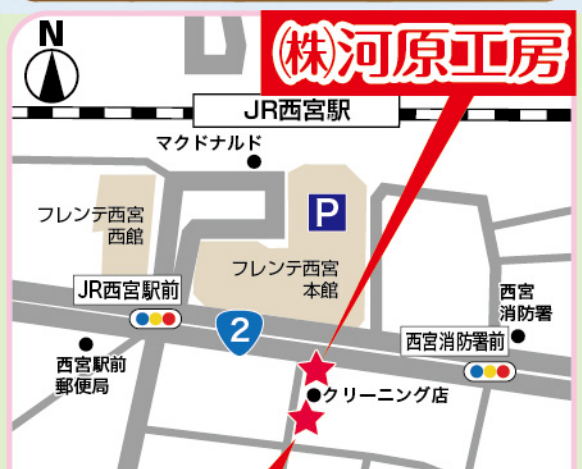 N
㈱河原工房
JR西宮駅
マクドナルド
P
フレンテ西宮
西館
フレンテ西宮
本館
JR西宮駅前
2
西宮
消防署
西宮消防署前
西宮駅前
郵便局
クリーニング店